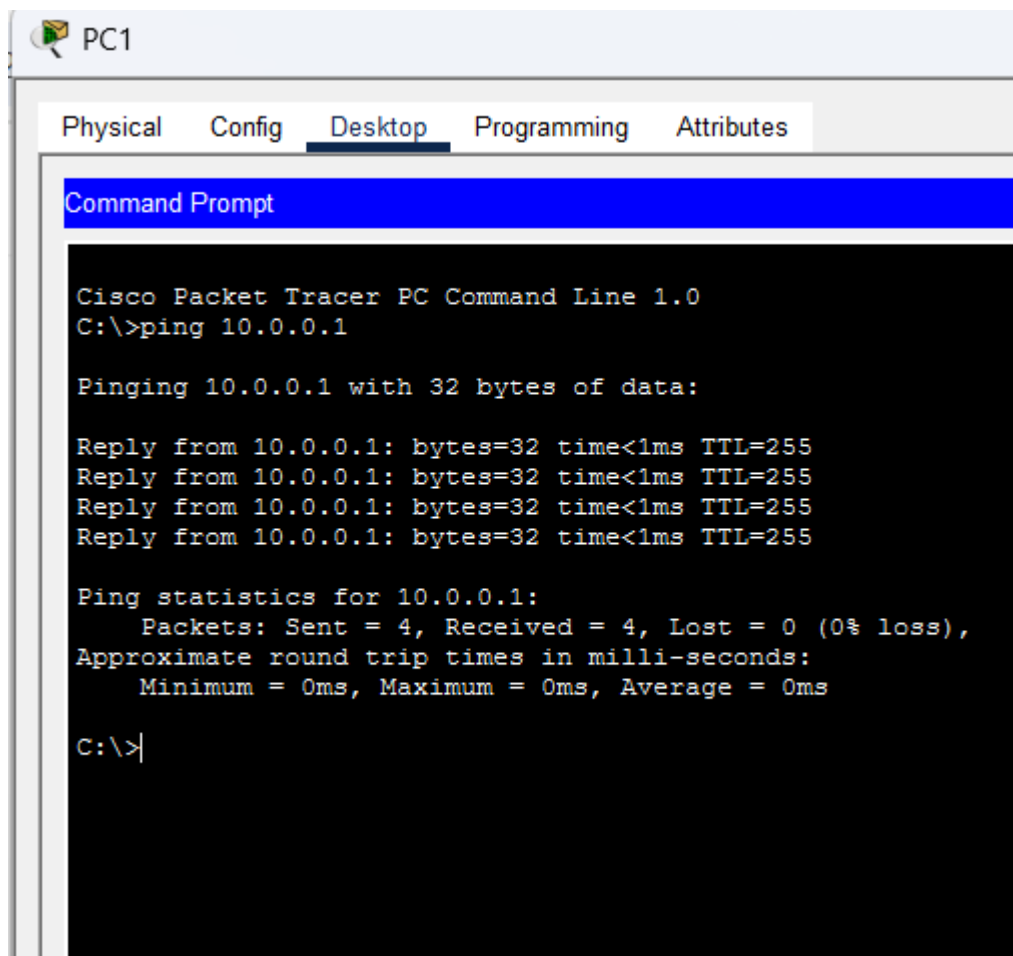 PC1
Physical Config Desktop Programming Attributes
Command Prompt
Cisco Packet Tracer PC Command Line 1.0
C:\>ping 10.0.0.1
Pinging 10.0.0.1 with 32 bytes of data:
Reply from 10.0.0.1: bytes=32 time<1ms TTL=255
Reply from 10.0.0.1: bytes=32 time<1ms TTL=255
Reply from 10.0.0.1: bytes=32 time<1ms TTL=255
Reply from 10.0.0.1: bytes=32 time<1ms TTL=255
Ping statistics for 10.0.0.1:
Packets: Sent = 4, Received = 4, Lost = 0 (0% loss),
Approximate round trip times in milli-seconds:
Minimum = 0ms, Maximum = 0ms, Average = 0ms
C:\>